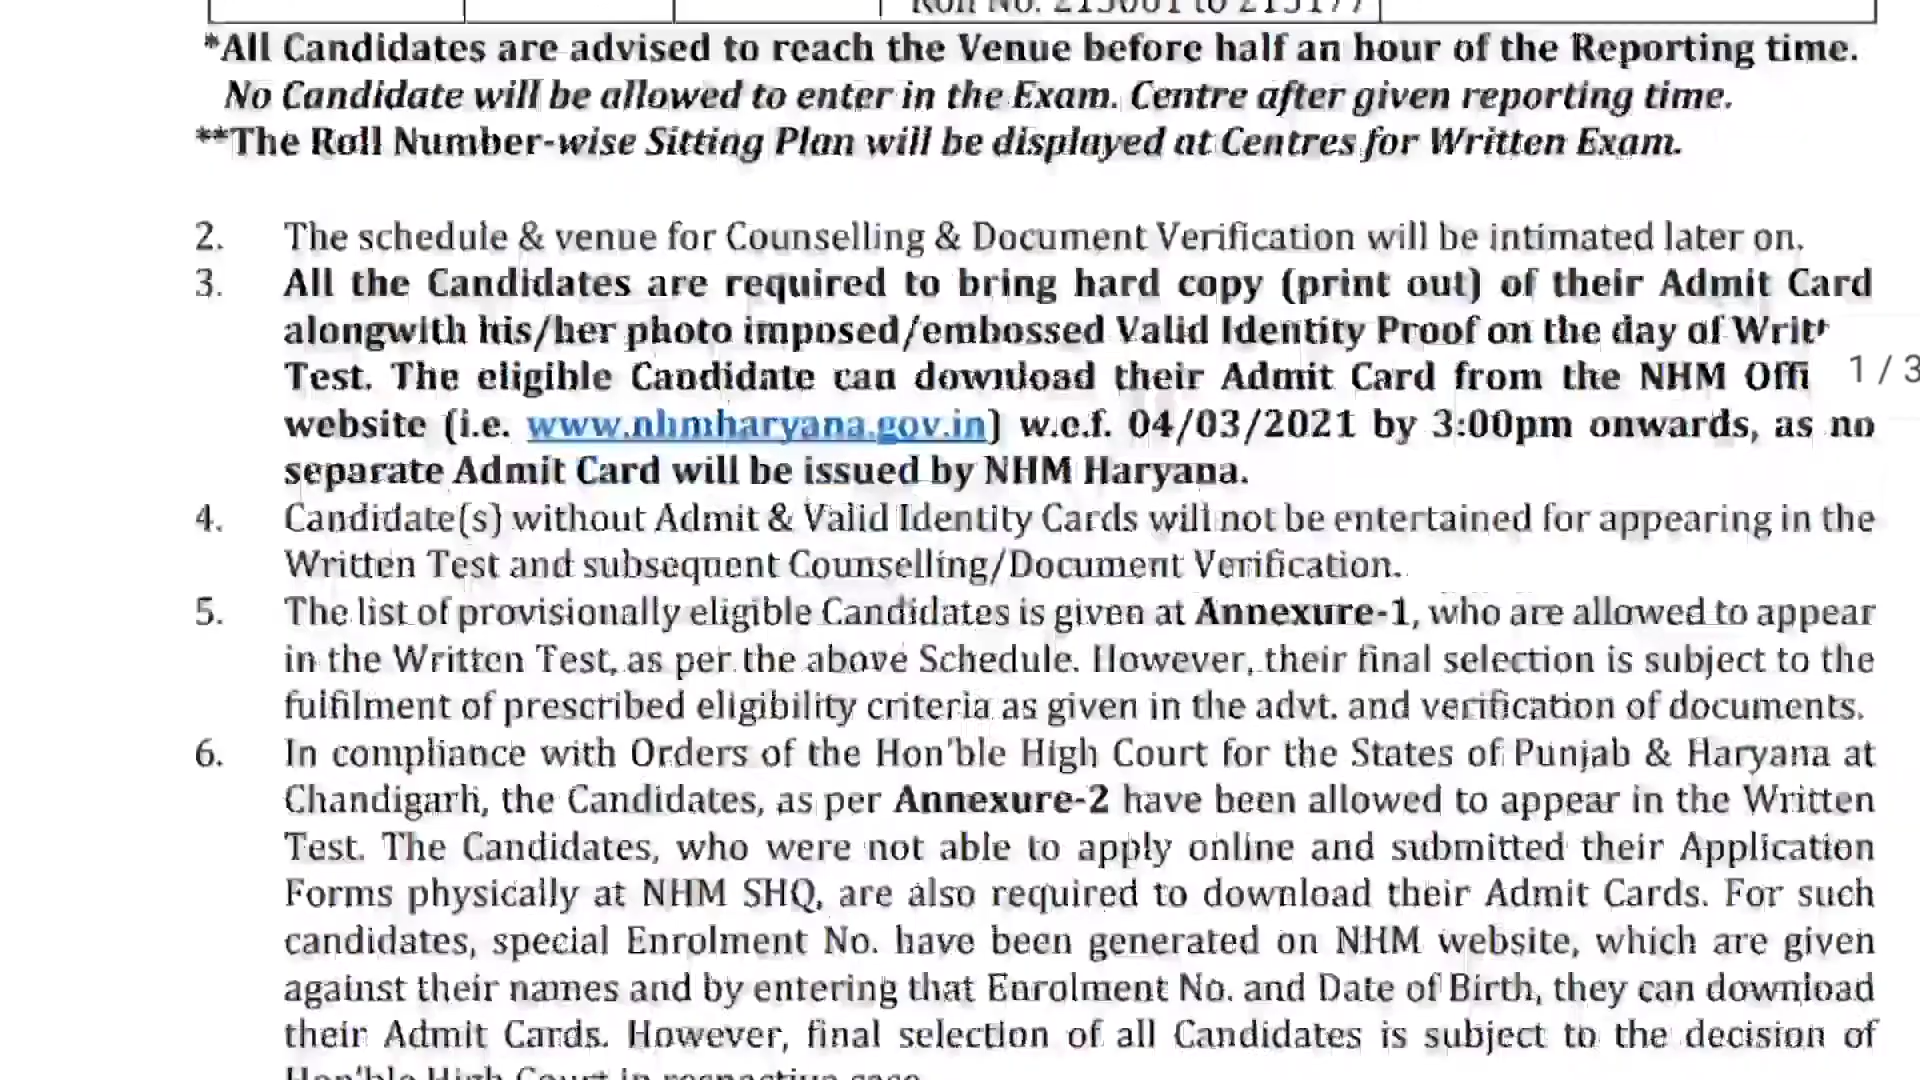 Roll No. 213001 to 213177
*All Candidates are advised to reach the Venue before half an hour of the Reporting time.
No Candidate will be allowed to enter in the Exam. Centre after given reporting time.
**The Roll Number-wise Sitting Plan will be displayed at Centres for Written Exam.
2. The schedule & venue for Counselling & Document Verification will be intimated later on.
3. All the Candidates are required to bring hard copy (print out) of their Admit Card
alongwith his/her photo imposed/embossed Valid Identity Proof on the day of Writt
Test. The eligible Candidate can download their Admit Card from the NHM Offi
1 / 3
website (i.e. www.nhmharyana.gov.in) w.e.f. 04/03/2021 by 3:00pm onwards, as no
separate Admit Card will be issued by NHM Haryana.
4. Candidate(s) without Admit & Valid Identity Cards will not be entertained for appearing in the
Written Test and subsequent Counselling/Document Verification.
5. The list of provisionally eligible Candidates is given at Annexure-1, who are allowed to appear
in the Written Test, as per the above Schedule. However, their final selection is subject to the
fulfilment of prescribed eligibility criteria as given in the advt. and verification of documents.
6. In compliance with Orders of the Hon'ble High Court for the States of Punjab & Haryana at
Chandigarh, the Candidates, as per Annexure-2 have been allowed to appear in the Written
Test. The Candidates, who were not able to apply online and submitted their Application
Forms physically at NHM SHQ, are also required to download their Admit Cards. For such
candidates, special Enrolment No. have been generated on NHM website, which are given
against their names and by entering that Enrolment No. and Date of Birth, they can download
their Admit Cards. However, final selection of all Candidates is subject to the decision of
Hon'ble High Court in respective case.